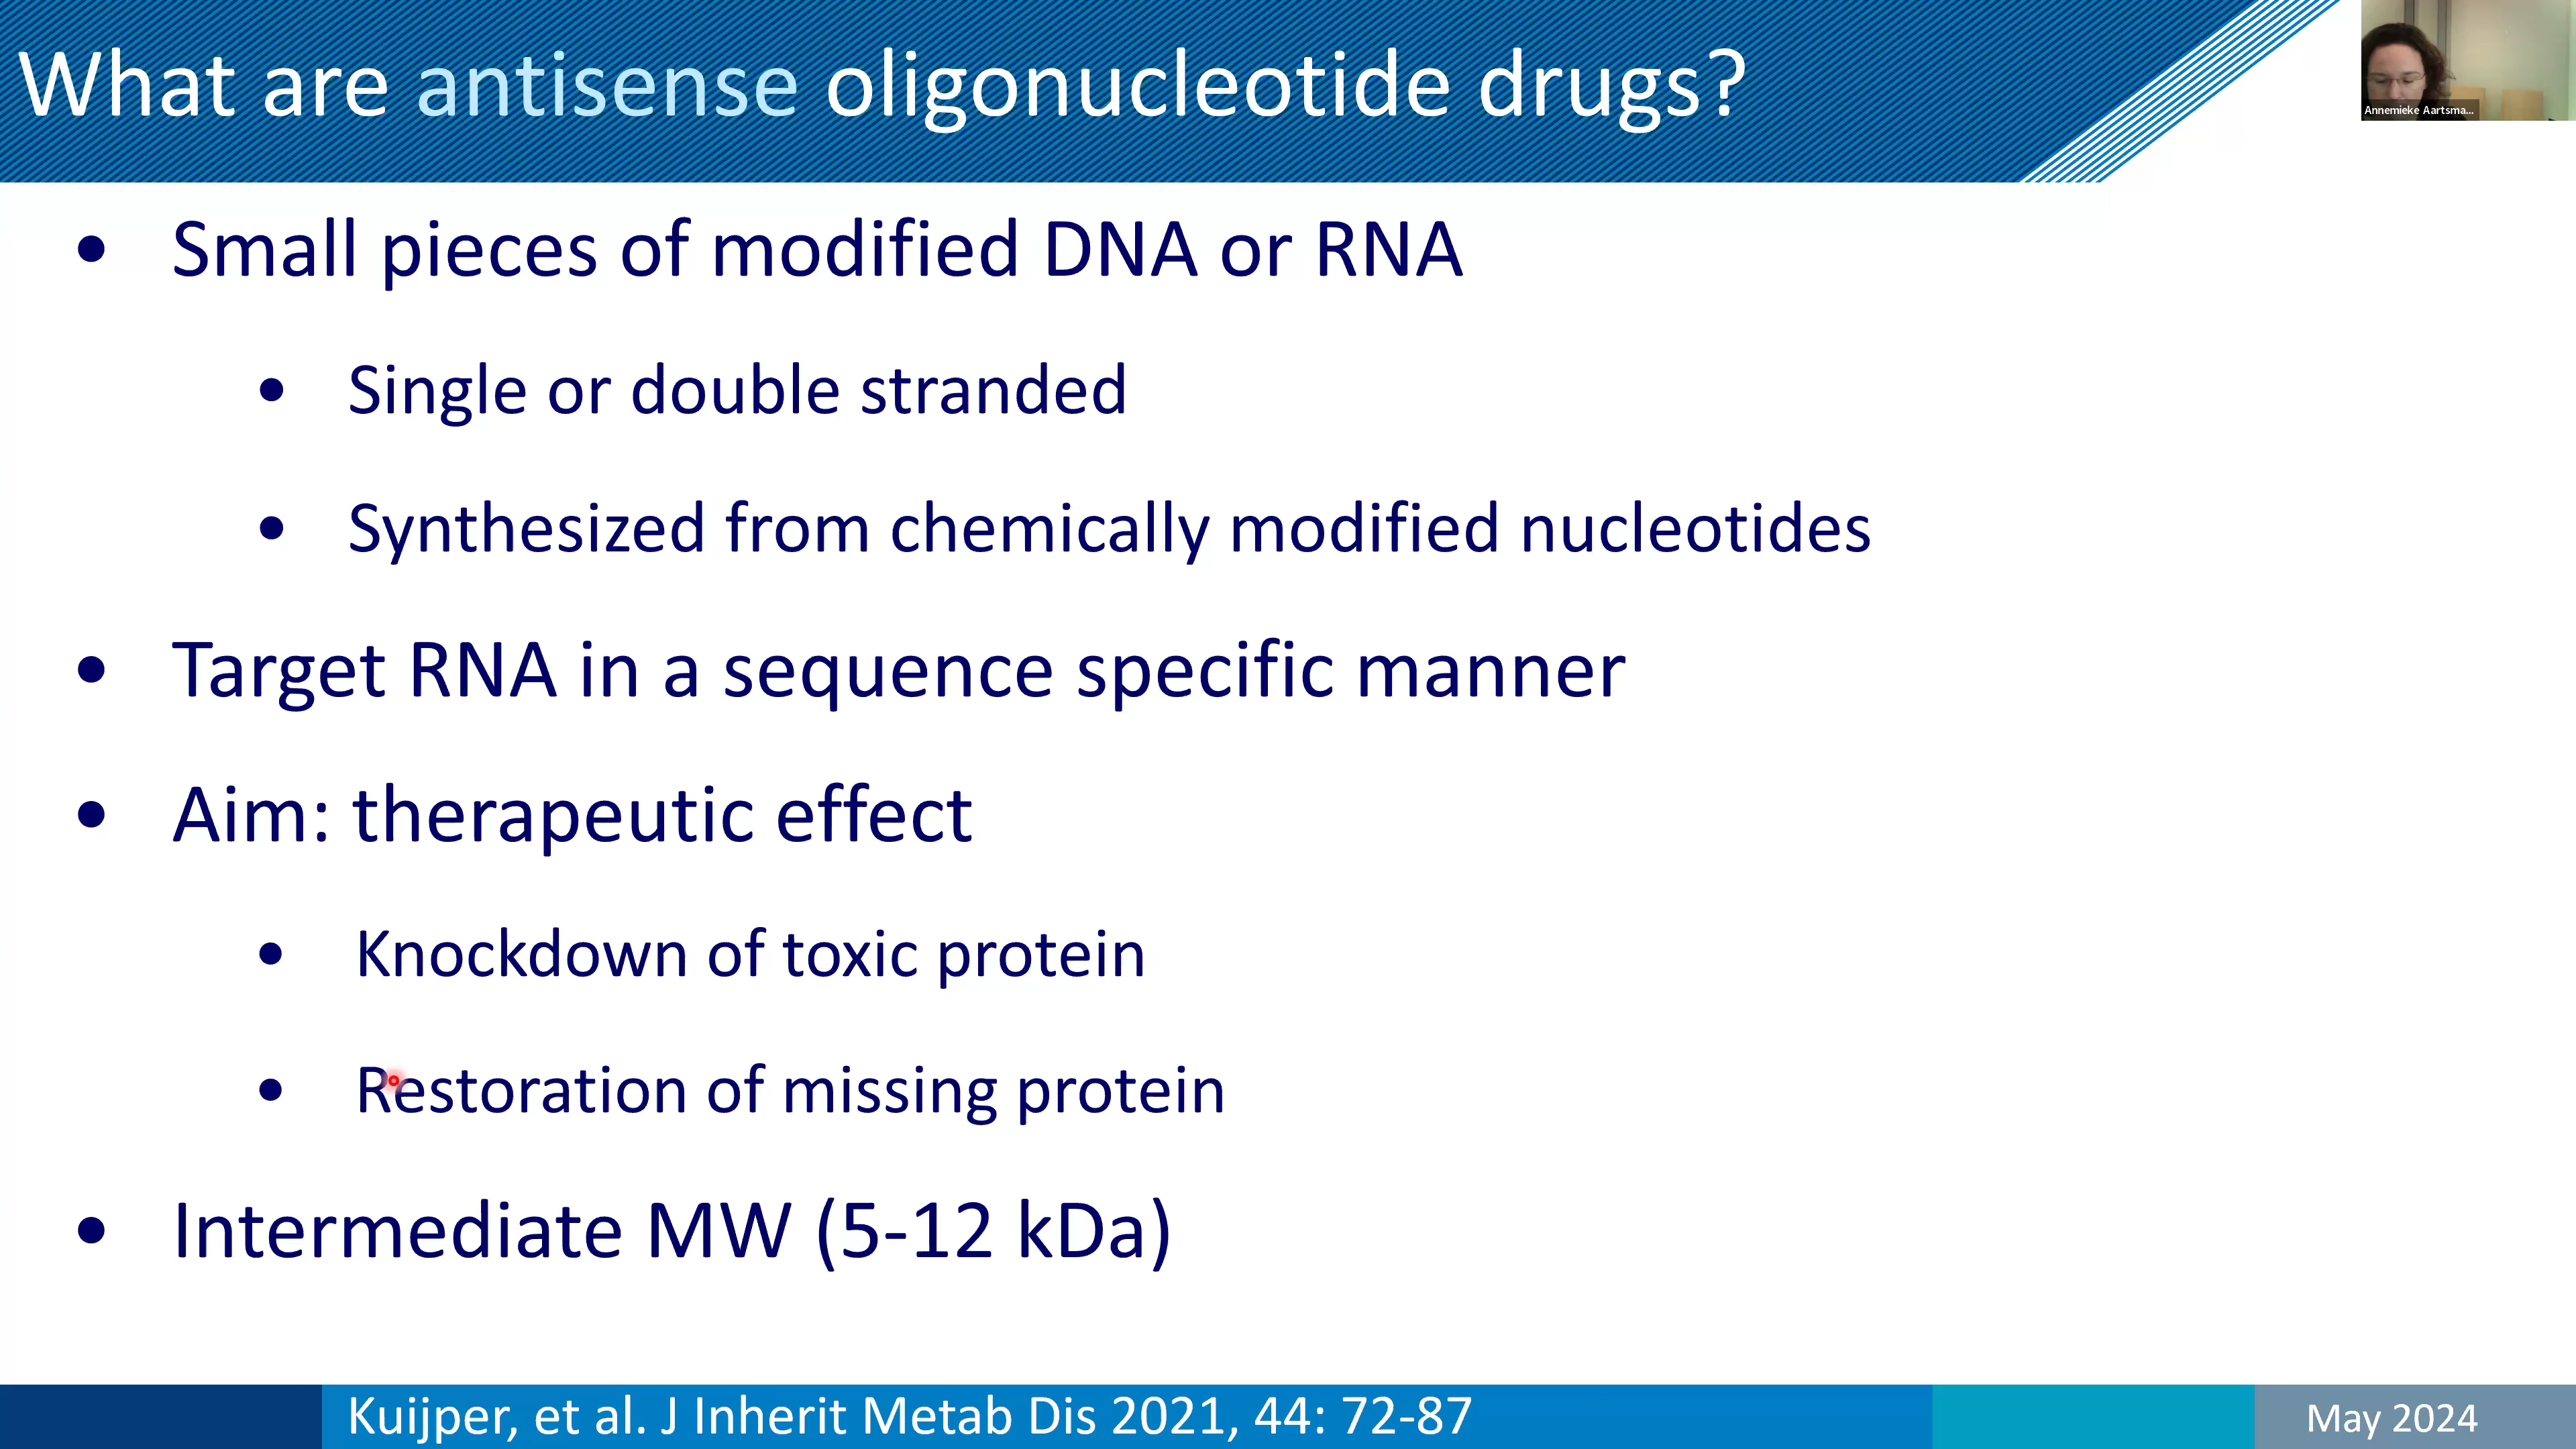 What are antisense oligonucleotide drugs?
Annemieke Aartsma...
• Small pieces of modified DNA or RNA
• Single or double stranded
• Synthesized from chemically modified nucleotides
• Target RNA in a sequence specific manner
• Aim: therapeutic effect
• Knockdown of toxic protein
• Restoration of missing protein
• Intermediate MW (5-12 kDa)
Kuijper, et al. J Inherit Metab Dis 2021, 44: 72-87
May 2024